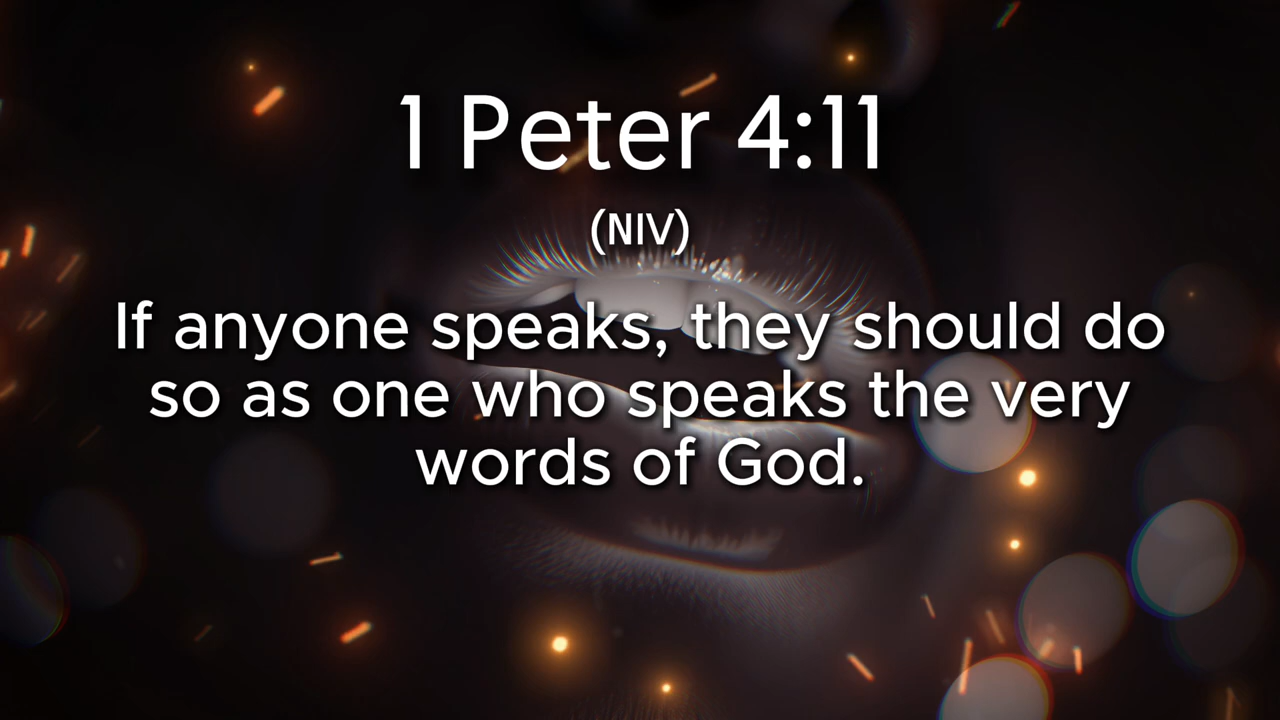 1 Peter 4:11
(NIV)
If anyone speaks, they should do
so as one who speaks the very
words of God.